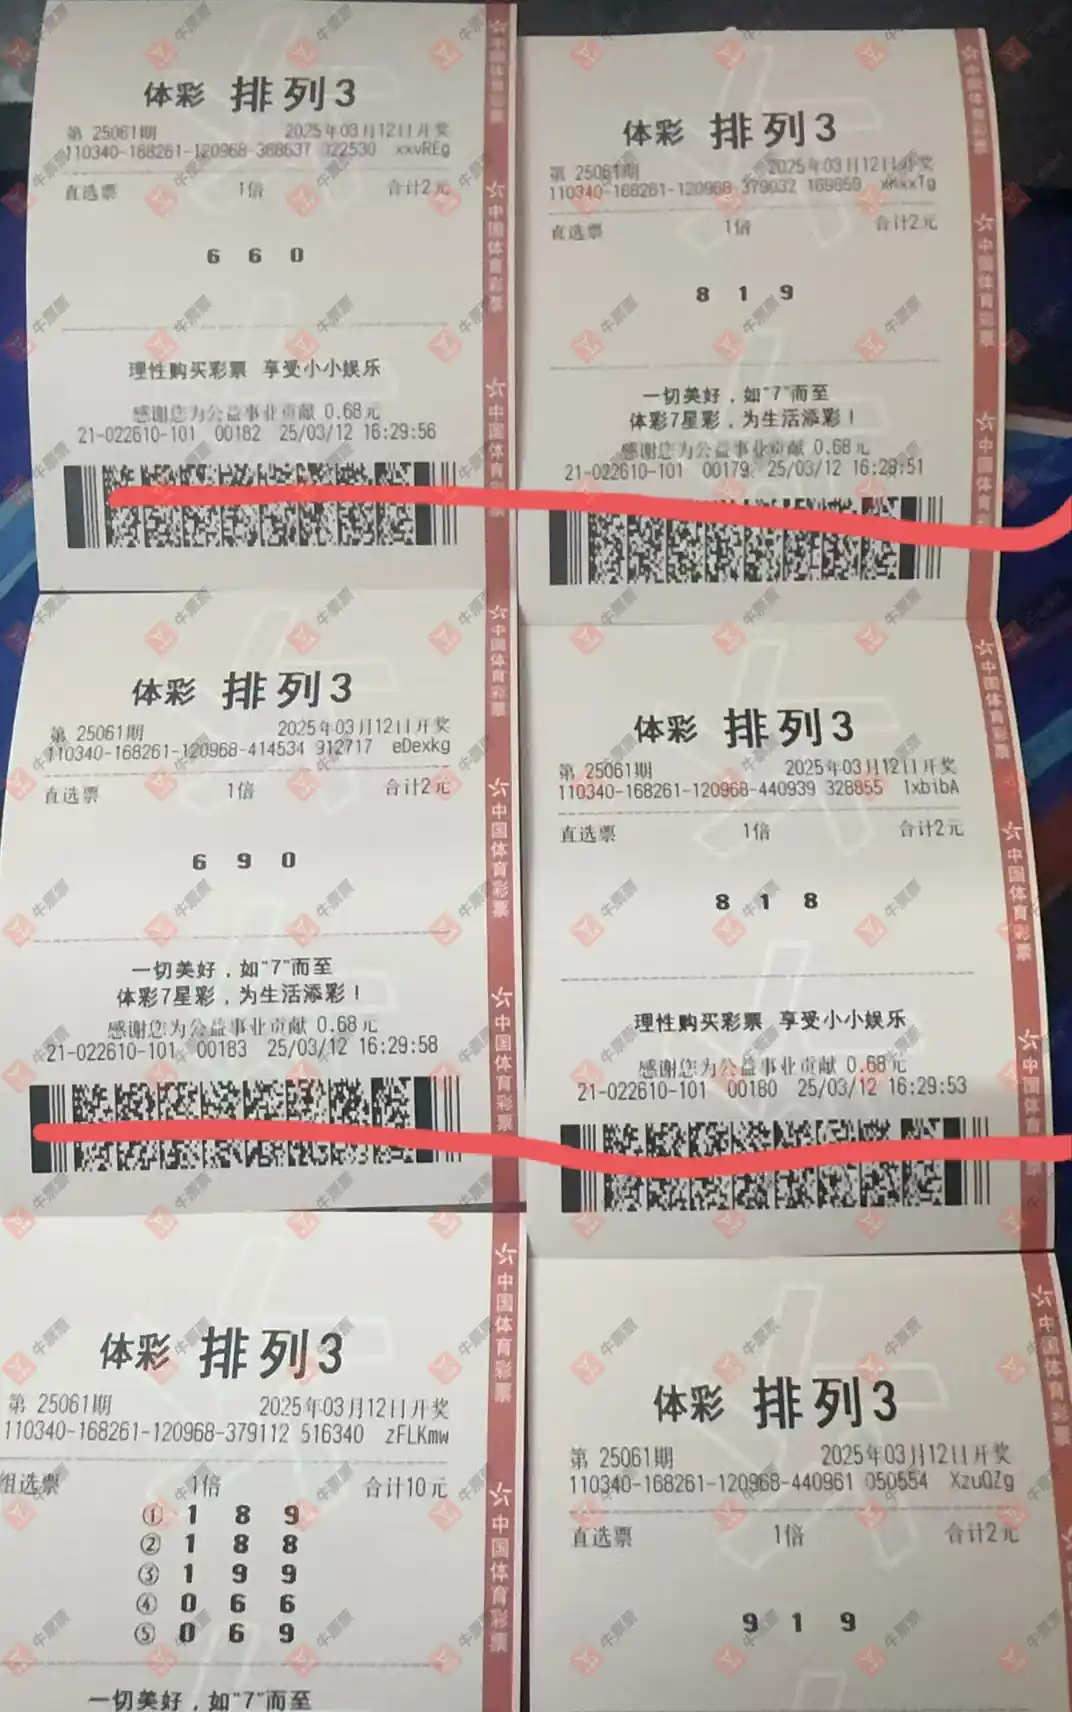 体彩 排列3
第 25061期 2025年03月12日开奖
110340-168261-120968-368637 022530 xxvREg
直选票 1倍 合计2元
6 6 0
理性购买彩票 享受小小娱乐
感谢您为公益事业贡献 0.68元
21-022610-101 00182 25/03/12 16:29:56
体彩 排列3
第 25061期 2025年03月12日开奖
110340-168261-120968-379032 169859
直选票 1倍 合计2元
8 1 9
一切美好，如“7”而至
体彩7星彩，为生活添彩！
感谢您为公益事业贡献 0.68元
21-022610-101 00179 25/03/12 16:29:51
体彩 排列3
第 25061期 2025年03月12日开奖
110340-168261-120968-414534 912717 eDexkg
直选票 1倍 合计2元
6 9 0
一切美好，如“7”而至
体彩7星彩，为生活添彩！
感谢您为公益事业贡献 0.68元
21-022610-101 00183 25/03/12 16:29:58
体彩 排列3
第 25061期 2025年03月12日开奖
110340-168261-120968-440939 328855 1xbibA
直选票 1倍 合计2元
8 1 8
理性购买彩票 享受小小娱乐
感谢您为公益事业贡献 0.68元
21-022610-101 00180 25/03/12 16:29:53
体彩 排列3
第 25061期 2025年03月12日开奖
110340-168261-120968-379112 516340 zFLKmw
组选票 1倍 合计10元
① 1 8 9
② 1 8 8
③ 1 9 9
④ 0 6 6
⑤ 0 6 9
一切美好，如“7”而至
体彩 排列3
第 25061期 2025年03月12日开奖
110340-168261-120968-440961 050554 XzuQZg
直选票 1倍 合计2元
9 1 9
中国体育彩票
牛票票